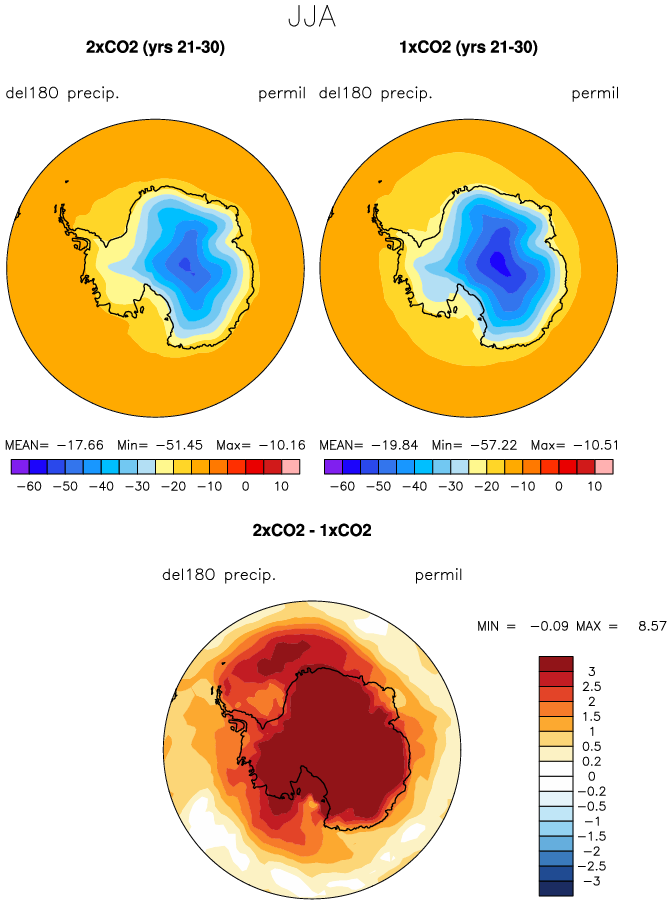 JJA
2xCO2 (yrs 21-30) 1xCO2 (yrs 21-30)
del18O precip. permil del18O precip. permil
MEAN= -17.66 Min= -51.45 Max= -10.16 MEAN= -19.84 Min= -57.22 Max= -10.51
-60 -50 -40 -30 -20 -10 0 10 -60 -50 -40 -30 -20 -10 0 10
2xCO2 - 1xCO2
del18O precip. permil
MIN = -0.09 MAX = 8.57
3
2.5
2
1.5
1
0.5
0.2
0
-0.2
-0.5
-1
-1.5
-2
-2.5
-3